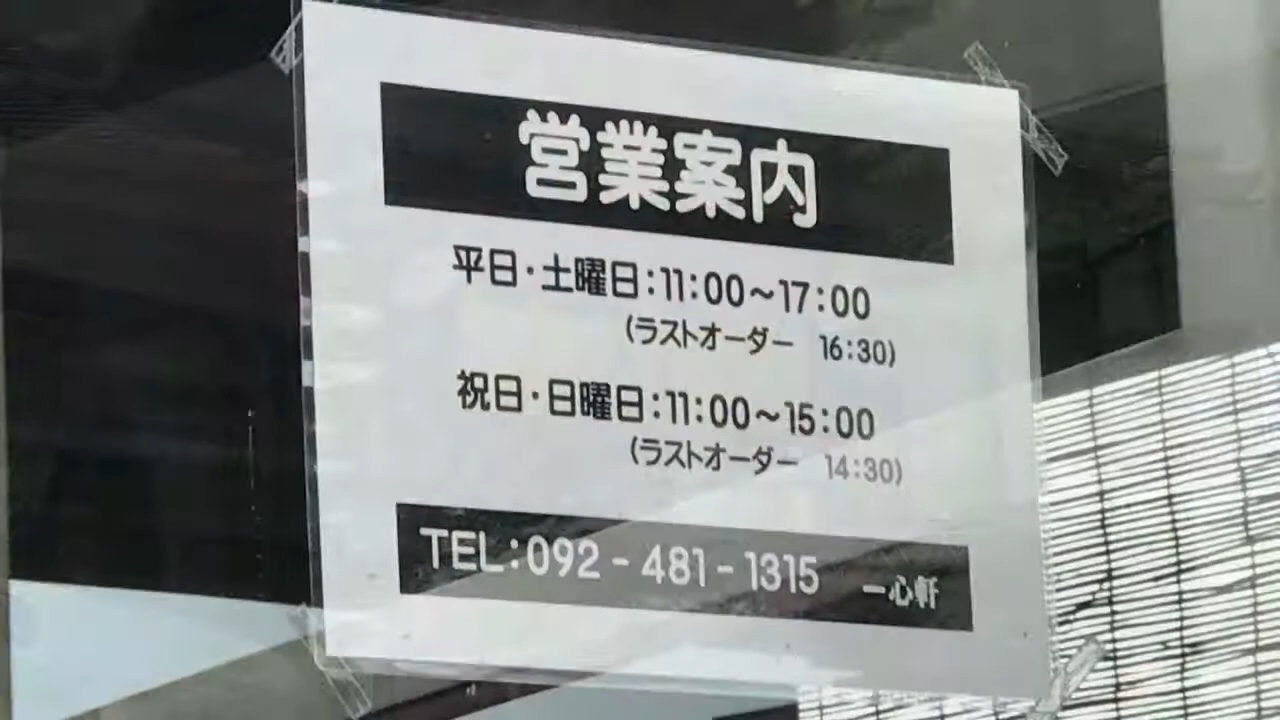 営業案内
平日・土曜日:11:00～17:00
(ラストオーダー 16:30)
祝日・日曜日:11:00～15:00
(ラストオーダー 14:30)
TEL:092-481-1315 一心軒